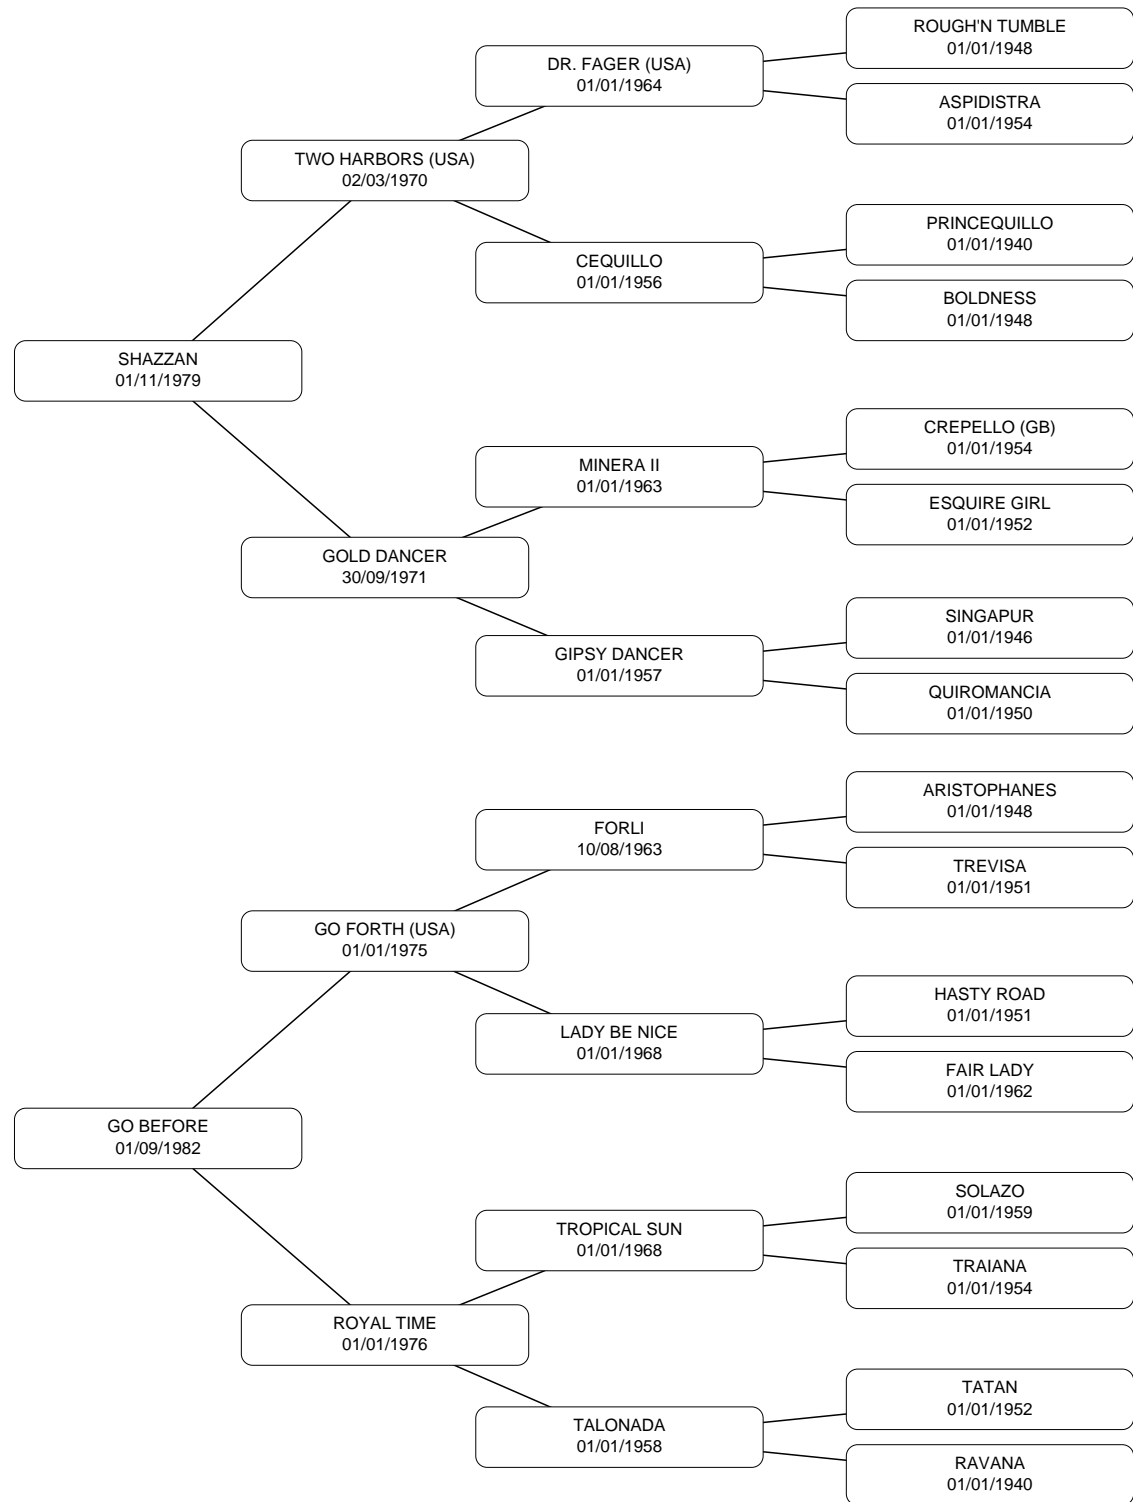 ROUGH'N TUMBLE
01/01/1948
DR. FAGER (USA)
01/01/1964
ASPIDISTRA
01/01/1954
TWO HARBORS (USA)
02/03/1970
PRINCEQUILLO
01/01/1940
CEQUILLO
01/01/1956
BOLDNESS
01/01/1948
SHAZZAN
01/11/1979
CREPELLO (GB)
01/01/1954
MINERA II
01/01/1963
ESQUIRE GIRL
01/01/1952
GOLD DANCER
30/09/1971
SINGAPUR
01/01/1946
GIPSY DANCER
01/01/1957
QUIROMANCIA
01/01/1950
ARISTOPHANES
01/01/1948
FORLI
10/08/1963
TREVISA
01/01/1951
GO FORTH (USA)
01/01/1975
HASTY ROAD
01/01/1951
LADY BE NICE
01/01/1968
FAIR LADY
01/01/1962
GO BEFORE
01/09/1982
SOLAZO
01/01/1959
TROPICAL SUN
01/01/1968
TRAIANA
01/01/1954
ROYAL TIME
01/01/1976
TATAN
01/01/1952
TALONADA
01/01/1958
RAVANA
01/01/1940